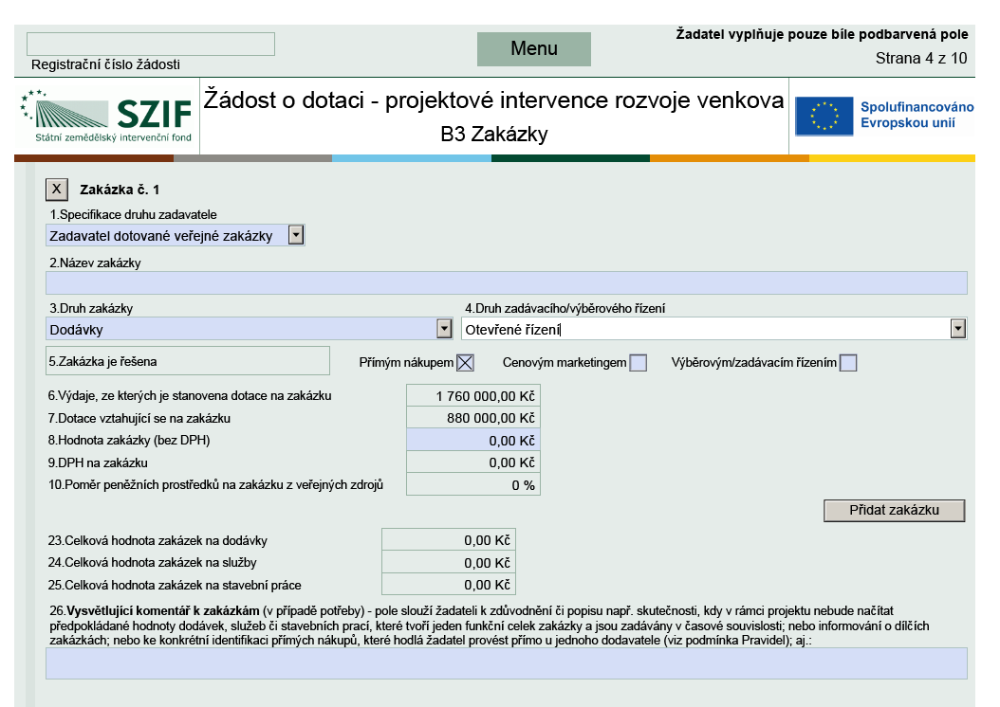 Žadatel vyplňuje pouze bíle podbarvená pole
Menu
Registrační číslo žádosti
Strana 4 z 10
SZIF
Státní zemědělský intervenční fond
Žádost o dotaci - projektové intervence rozvoje venkova
B3 Zakázky
Spolufinancováno
Evropskou unií
X Zakázka č. 1
1.Specifikace druhu zadavatele
Zadavatel dotované veřejné zakázky
2.Název zakázky
3.Druh zakázky 4.Druh zadávacího/výběrového řízení
Dodávky Otevřené řízení
5.Zakázka je řešena Přímým nákupem Cenovým marketingem Výběrovým/zadávacím řízením
6.Výdaje, ze kterých je stanovena dotace na zakázku 1 760 000,00 Kč
7.Dotace vztahující se na zakázku 880 000,00 Kč
8.Hodnota zakázky (bez DPH) 0,00 Kč
9.DPH na zakázku 0,00 Kč
10.Poměr peněžních prostředků na zakázku z veřejných zdrojů 0 %
Přidat zakázku
23.Celková hodnota zakázek na dodávky 0,00 Kč
24.Celková hodnota zakázek na služby 0,00 Kč
25.Celková hodnota zakázek na stavební práce 0,00 Kč
26.Vysvětlující komentář k zakázkám (v případě potřeby) - pole slouží žadateli k zdůvodnění či popisu např. skutečnosti, kdy v rámci projektu nebude načítat
předpokládané hodnoty dodávek, služeb či stavebních prací, které tvoří jeden funkční celek zakázky a jsou zadávány v časové souvislosti; nebo informování o dílčích
zakázkách; nebo ke konkrétní identifikaci přímých nákupů, které hodlá žadatel provést přímo u jednoho dodavatele (viz podmínka Pravidel); aj.: